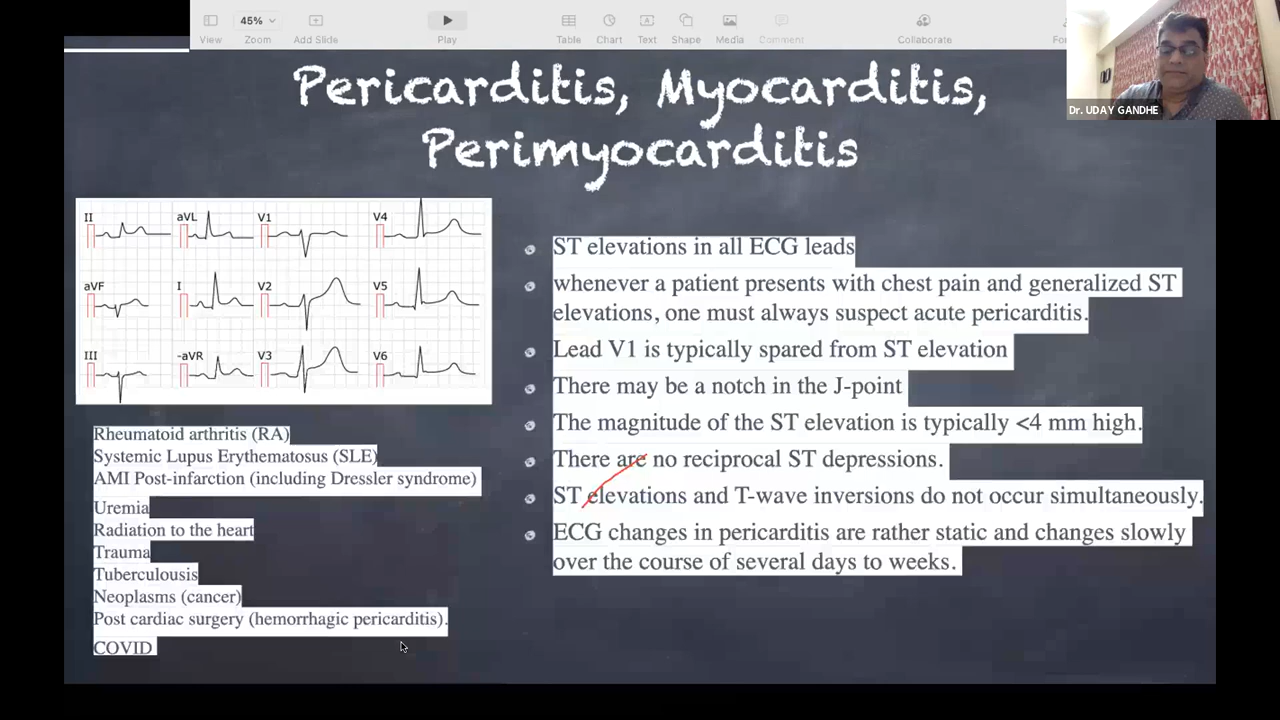 45%
View
Zoom
Add Slide
Play
Table
Chart
Text
Shape
Media
Comment
Collaborate
Dr. UDAY GANDHE
Pericarditis, Myocarditis,
Perimyocarditis
II
aVL
V1
V4
aVF
I
V2
V5
III
-aVR
V3
V6
Rheumatoid arthritis (RA)
Systemic Lupus Erythematosus (SLE)
AMI Post-infarction (including Dressler syndrome)
Uremia
Radiation to the heart
Trauma
Tuberculousis
Neoplasms (cancer)
Post cardiac surgery (hemorrhagic pericarditis).
COVID
ST elevations in all ECG leads
whenever a patient presents with chest pain and generalized ST
elevations, one must always suspect acute pericarditis.
Lead V1 is typically spared from ST elevation
There may be a notch in the J-point
The magnitude of the ST elevation is typically <4 mm high.
There are no reciprocal ST depressions.
ST elevations and T-wave inversions do not occur simultaneously.
ECG changes in pericarditis are rather static and changes slowly
over the course of several days to weeks.